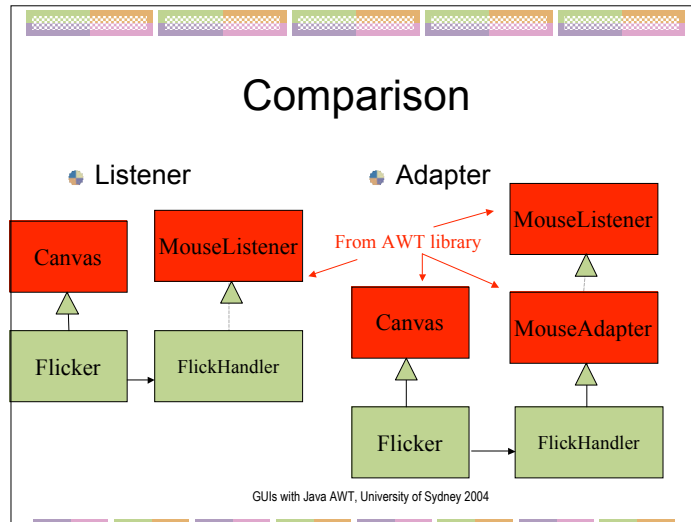 Comparison
Listener
Adapter
MouseListener
MouseListener
From AWT library
Canvas
Canvas
MouseAdapter
Flicker
FlickHandler
Flicker
FlickHandler
GUIs with Java AWT, University of Sydney 2004